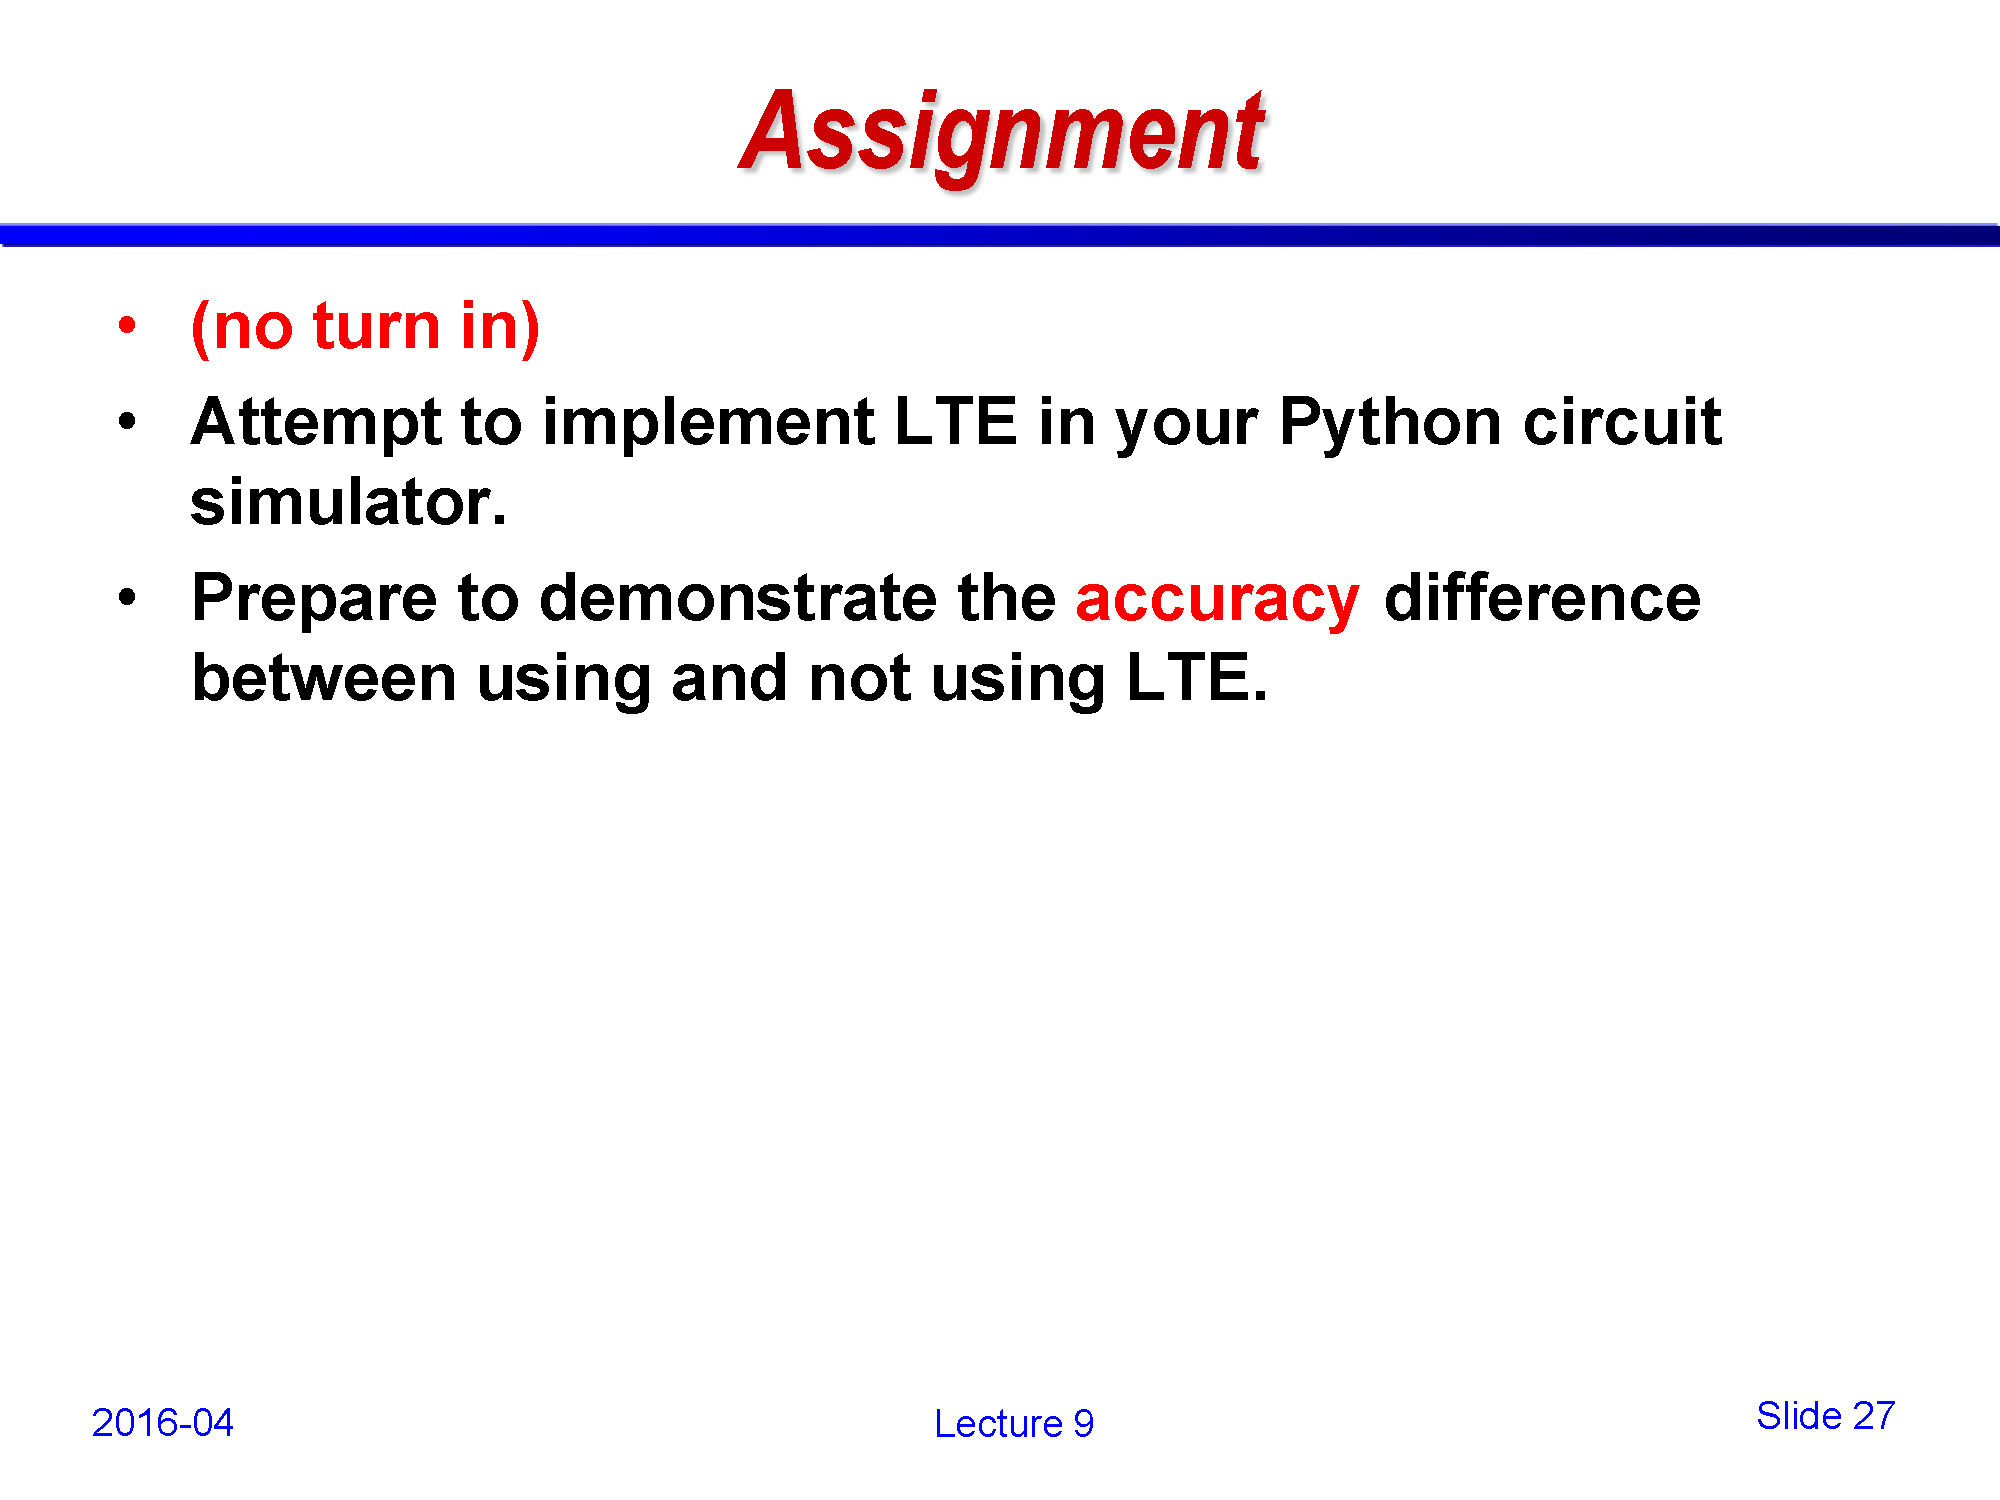 Assignment
• (no turn in)
• Attempt to implement LTE in your Python circuit
simulator.
• Prepare to demonstrate the accuracy difference
between using and not using LTE.
2016-04
Lecture 9
Slide 27